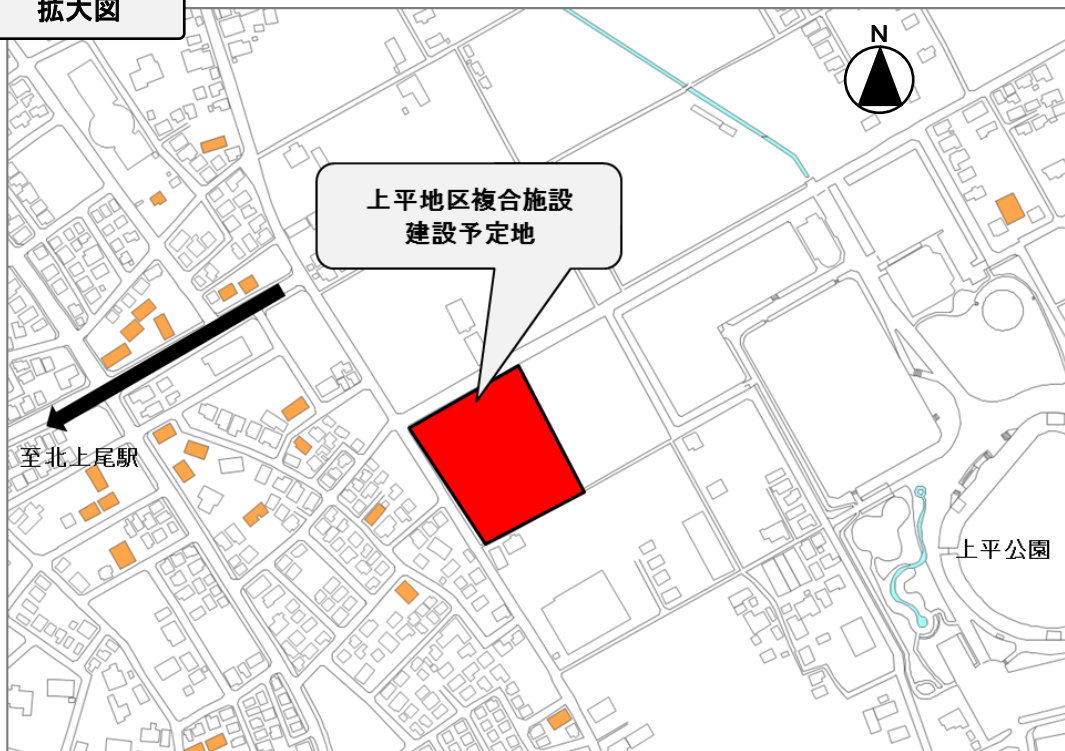 拡大図
N
上平地区複合施設
建設予定地
至北上尾駅
上平公園